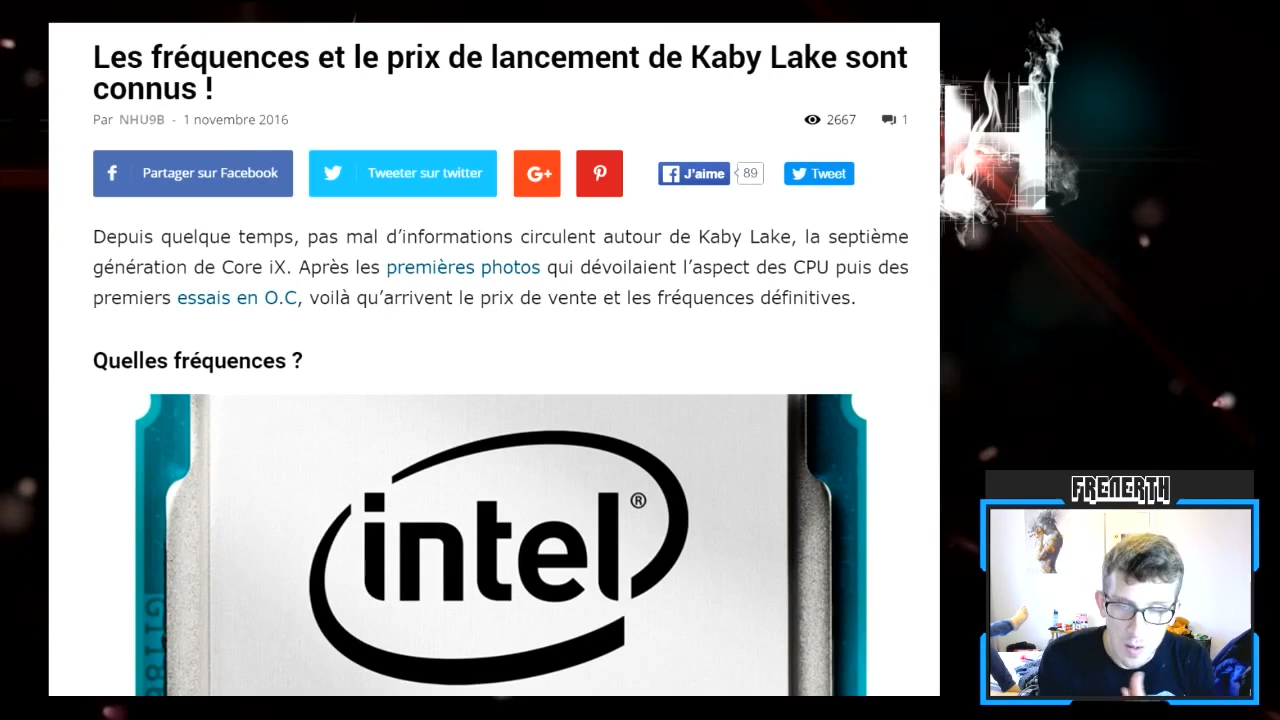 Les fréquences et le prix de lancement de Kaby Lake sont
connus !
Par NHU9B - 1 novembre 2016
2667
1
Partager sur Facebook
Tweeter sur twitter
G+
J'aime
89
Tweet
Depuis quelque temps, pas mal d'informations circulent autour de Kaby Lake, la septième
génération de Core iX. Après les premières photos qui dévoilaient l'aspect des CPU puis des
premiers essais en O.C, voilà qu'arrivent le prix de vente et les fréquences définitives.
Quelles fréquences ?
intel®
FRENERTH